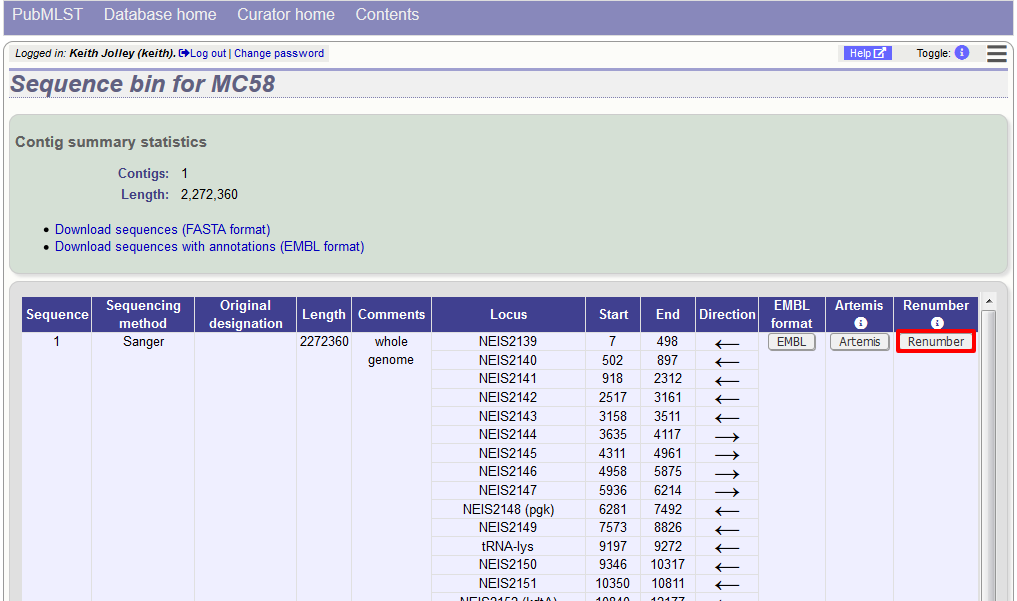 PubMLST Database home Curator home Contents
Logged in: Keith Jolley (keith). Log out | Change password Help Toggle: i
Sequence bin for MC58
Contig summary statistics
Contigs: 1
Length: 2,272,360
• Download sequences (FASTA format)
• Download sequences with annotations (EMBL format)
Sequence Sequencing method Original designation Length Comments Locus Start End Direction EMBL format Artemis i Renumber i
1 Sanger 2272360 whole genome NEIS2139 7 498 ← EMBL Artemis Renumber
NEIS2140 502 897 ←
NEIS2141 918 2312 ←
NEIS2142 2517 3161 ←
NEIS2143 3158 3511 ←
NEIS2144 3635 4117 →
NEIS2145 4311 4961 →
NEIS2146 4958 5875 →
NEIS2147 5936 6214 →
NEIS2148 (pgk) 6281 7492 ←
NEIS2149 7573 8826 ←
tRNA-lys 9197 9272 ←
NEIS2150 9346 10317 ←
NEIS2151 10350 10811 ←